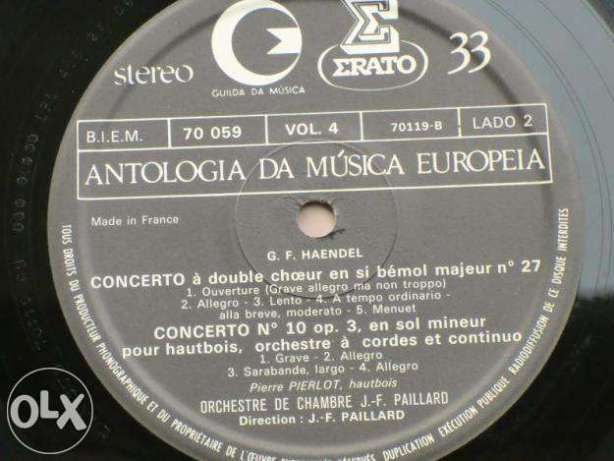 stereo
GUILDA DA MÚSICA
ERATO
33
B.I.E.M. 70 059 VOL. 4 70119-B LADO 2
ANTOLOGIA DA MÚSICA EUROPEIA
Made in France
G. F. HAENDEL
CONCERTO à double chœur en si bémol majeur n° 27
1. Ouverture (Grave allegro ma non troppo)
2. Allegro - 3. Lento - 4. A tempo ordinario -
alla breve, moderato - 5. Menuet
CONCERTO N° 10 op. 3, en sol mineur
pour hautbois, orchestre à cordes et continuo
1. Grave - 2. Allegro
3. Sarabande, largo - 4. Allegro
Pierre PIERLOT, hautbois
ORCHESTRE DE CHAMBRE J.-F. PAILLARD
Direction : J.-F. PAILLARD
TOUS DROITS DU PRODUCTEUR PHONOGRAPHIQUE ET DU PROPRIÉTAIRE DE L'ŒUVRE ENREGISTRÉE RÉSERVÉS. DUPLICATION EXÉCUTION PUBLIQUE RADIODIFFUSION DE CE DISQUE INTERDITES
OLX